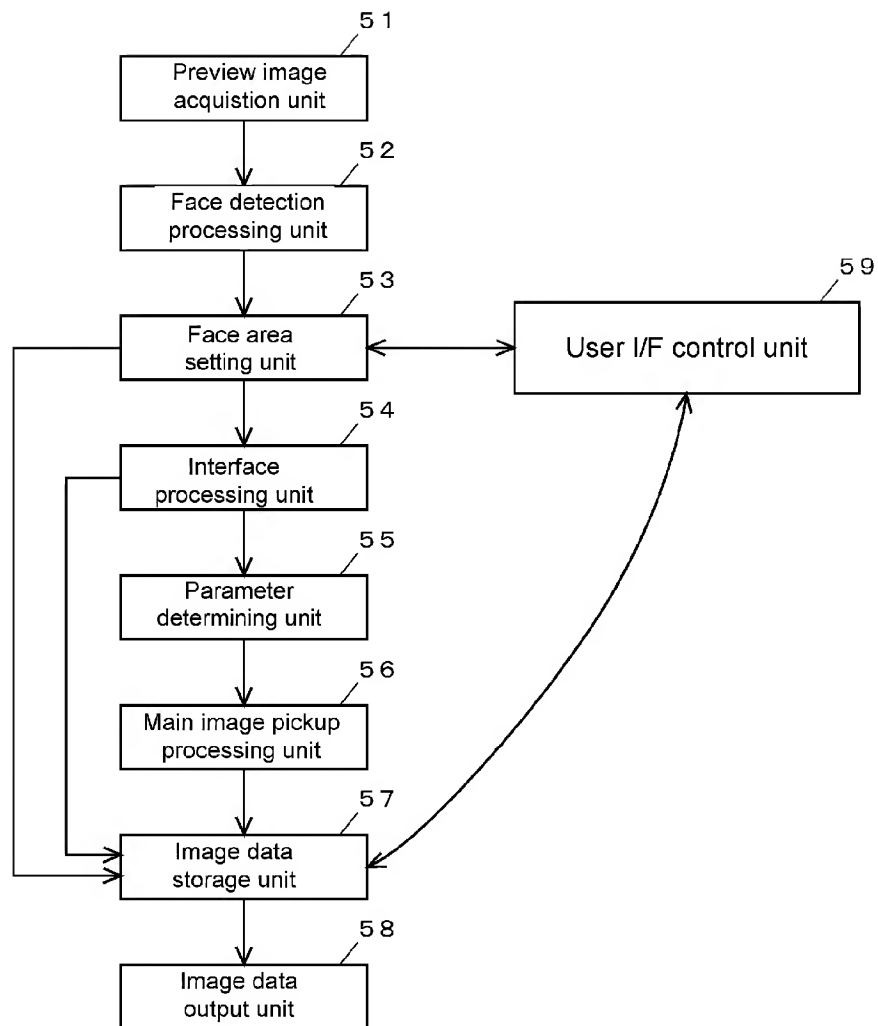 51
Preview image
acquistion unit
52
Face detection
processing unit
53
Face area
setting unit
59
User I/F control unit
54
Interface
processing unit
55
Parameter
determining unit
56
Main image pickup
processing unit
57
Image data
storage unit
58
Image data
output unit